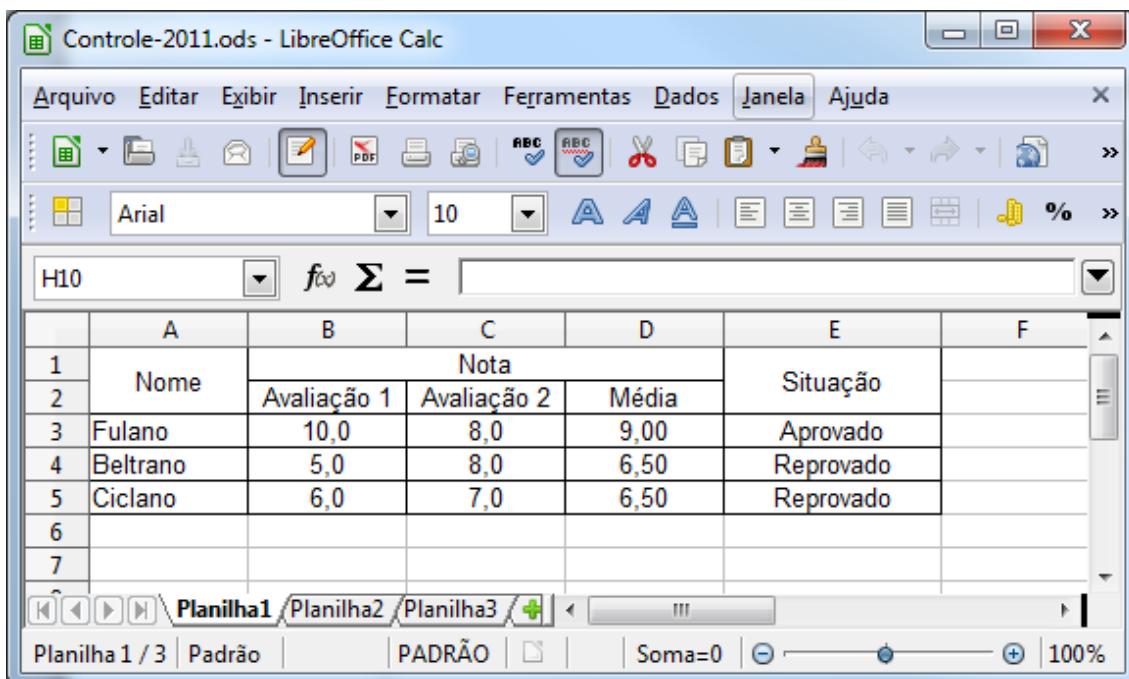 Controle-2011.ods - LibreOffice Calc
Arquivo Editar Exibir Inserir Formatar Ferramentas Dados Janela Ajuda
PDF ABC ABC
Arial 10 %
H10 f(x) Σ =
A B C D E F
1 Nome Nota Situação
2 Avaliação 1 Avaliação 2 Média
3 Fulano 10,0 8,0 9,00 Aprovado
4 Beltrano 5,0 8,0 6,50 Reprovado
5 Ciclano 6,0 7,0 6,50 Reprovado
6
7
Planilha1 Planilha2 Planilha3
Planilha 1 / 3 Padrão PADRÃO Soma=0 100%